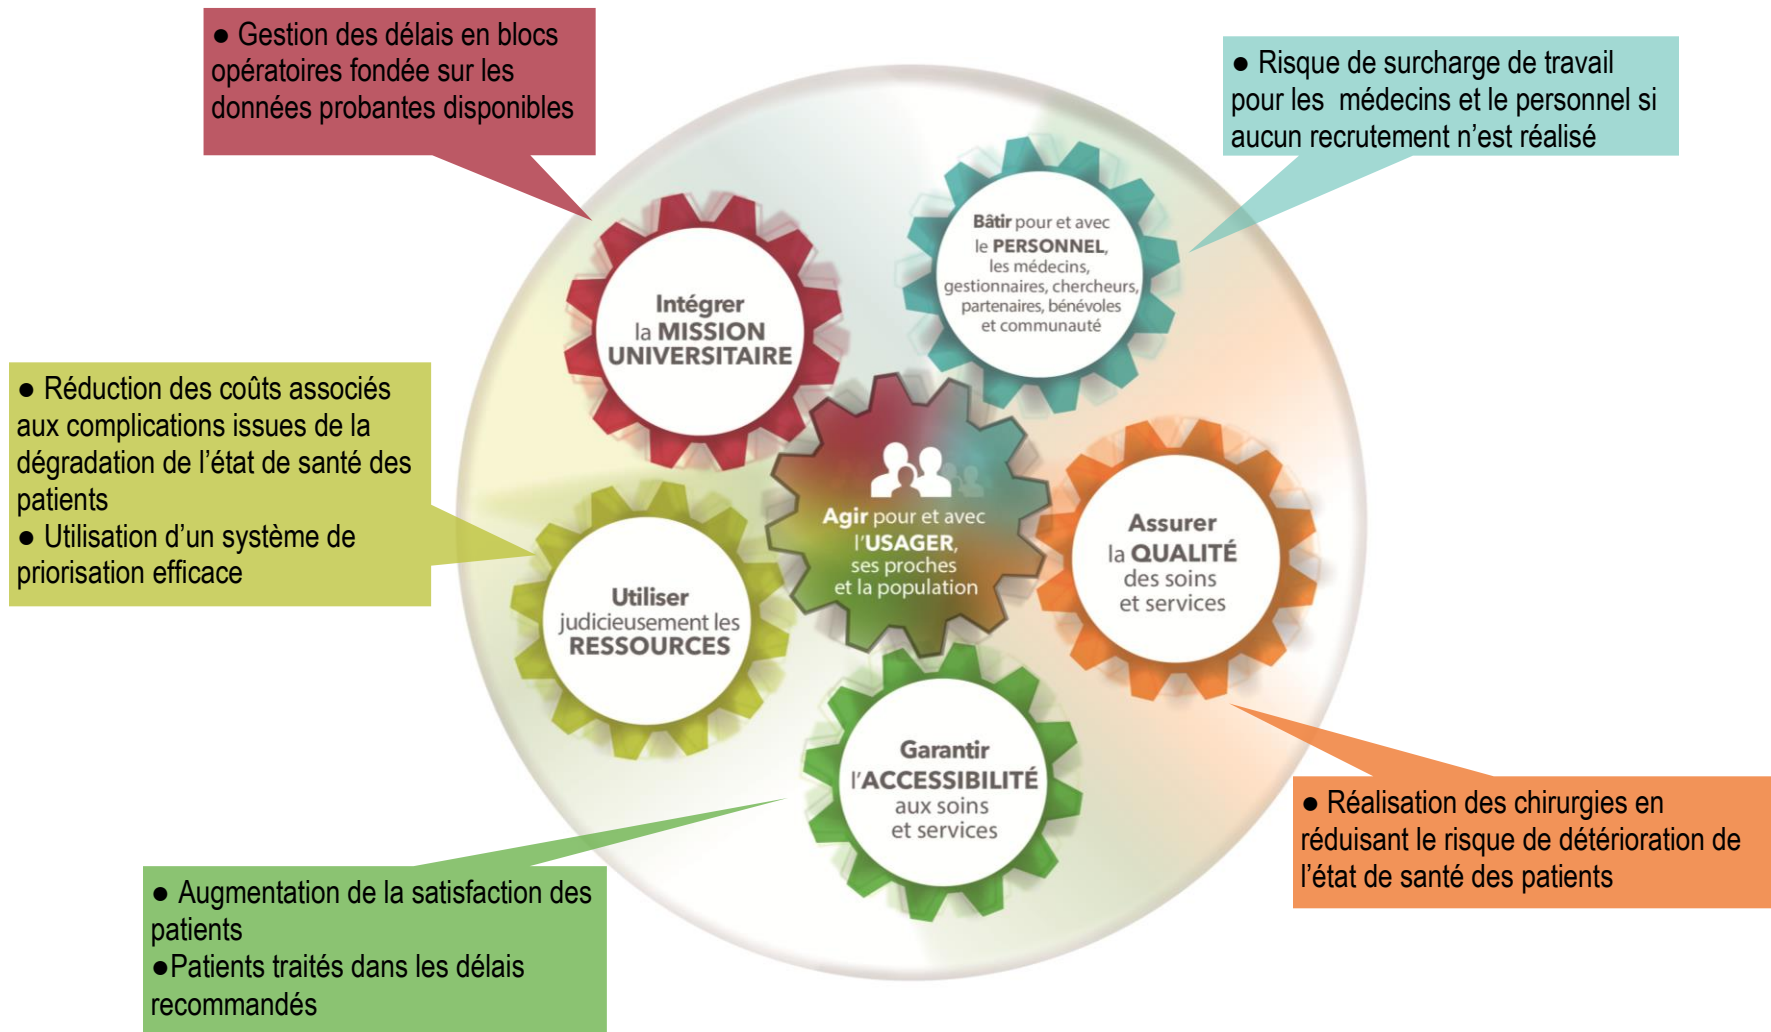 ● Gestion des délais en blocs
opératoires fondée sur les
données probantes disponibles
● Risque de surcharge de travail
pour les médecins et le personnel si
aucun recrutement n’est réalisé
Bâtir pour et avec
le PERSONNEL,
les médecins,
gestionnaires, chercheurs,
partenaires, bénévoles
et communauté
Intégrer
la MISSION
UNIVERSITAIRE
● Réduction des coûts associés
aux complications issues de la
dégradation de l’état de santé des
patients
● Utilisation d’un système de
priorisation efficace
Agir pour et avec
l’USAGER,
ses proches
et la population
Assurer
la QUALITÉ
des soins
et services
Utiliser
judicieusement les
RESSOURCES
Garantir
l’ACCESSIBILITÉ
aux soins
et services
● Réalisation des chirurgies en
réduisant le risque de détérioration de
l’état de santé des patients
● Augmentation de la satisfaction des
patients
●Patients traités dans les délais
recommandés